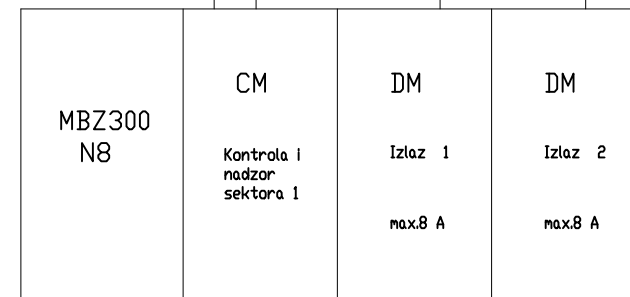 MBZ300
N8
CM
Kontrola i
nadzor
sektora 1
DM
Izlaz 1
max.8 A
DM
Izlaz 2
max.8 A